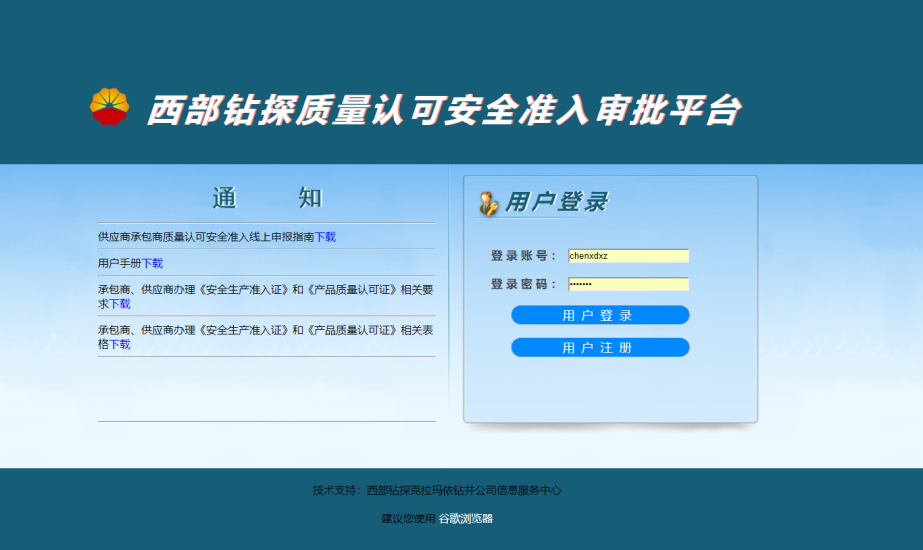 西部钻探质量认可安全准入审批平台
通 知
供应商承包商质量认可安全准入线上申报指南下载
用户手册下载
承包商、供应商办理《安全生产准入证》和《产品质量认可证》相关要
求下载
承包商、供应商办理《安全生产准入证》和《产品质量认可证》相关表
格下载
用户登录
登录账号： chenxdxz
登录密码： •••••••
用户登录
用户注册
技术支持：西部钻探克拉玛依钻井公司信息服务中心
建议您使用 谷歌浏览器